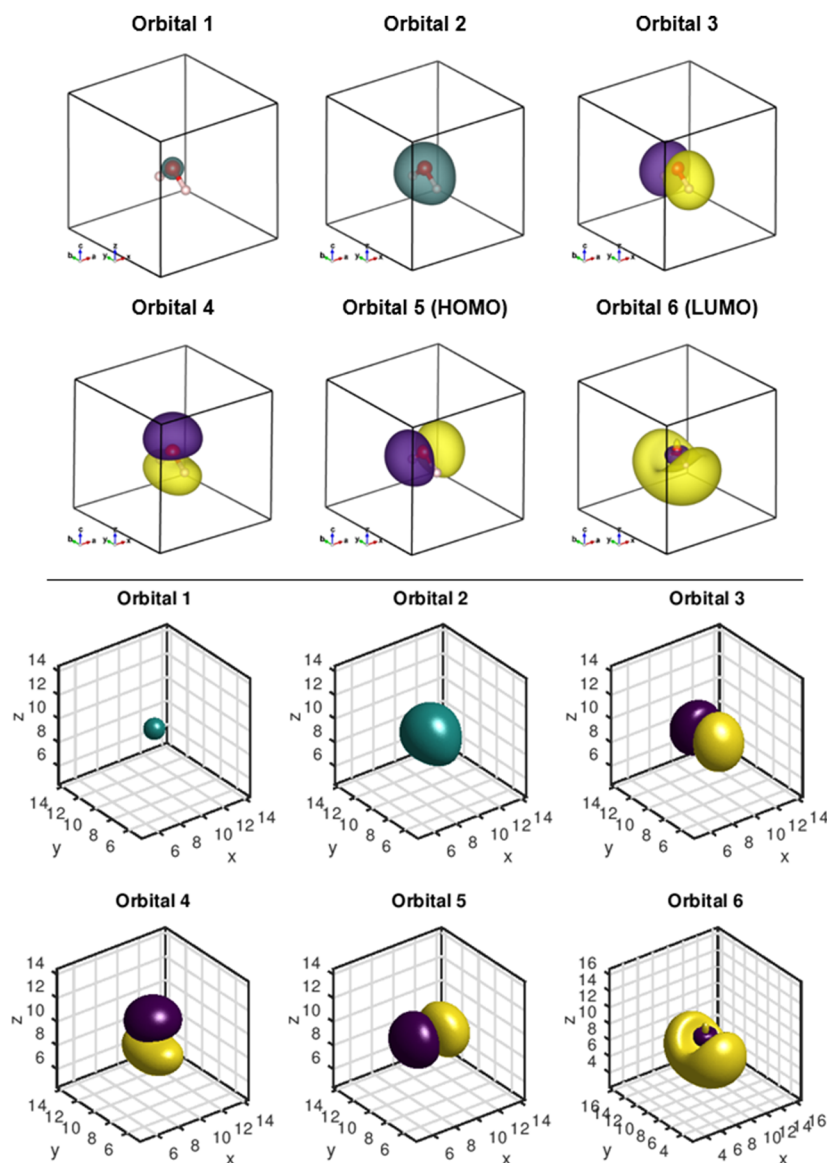 Orbital 1 Orbital 2 Orbital 3
c b a z y x c b a z y x c b a z y x
Orbital 4 Orbital 5 (HOMO) Orbital 6 (LUMO)
c b a z y x c b a z y x c b a z y x
Orbital 1 Orbital 2 Orbital 3
14 14 14
12 12 12
z 10 z 10 z 10
8 8 8
6 6 6
14 12 10 8 6 6 8 10 12 14 14 12 10 8 6 6 8 10 12 14 14 12 10 8 6 6 8 10 12 14
y x y x y x
Orbital 4 Orbital 5 Orbital 6
14 14 16
12 12 14
z 10 z 10 z 12
8 8 10
6 6 8
6
4
14 12 10 8 6 6 8 10 12 14 14 12 10 8 6 6 8 10 12 14 16 14 12 10 8 6 4 4 6 8 10 12 14 16
y x y x y x